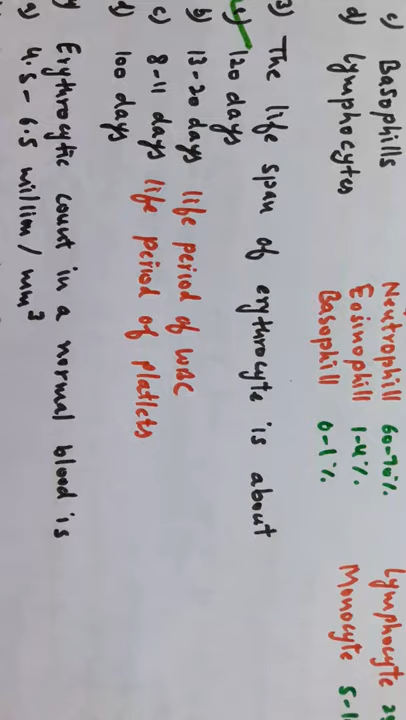 c) Basophills
d) Lymphocytes
Neutrophill 60-70%
Eosinophill 1-4%
Basophill 0-1%
Lymphocyte
Monocyte
3) The life span of erythrocyte is about
120 days
b) 13-20 days life period of WBC
c) 8-11 days life period of platlets
d) 100 days
Erythrocytic count in a normal blood is
a) 4.5-6.5 million/mm³